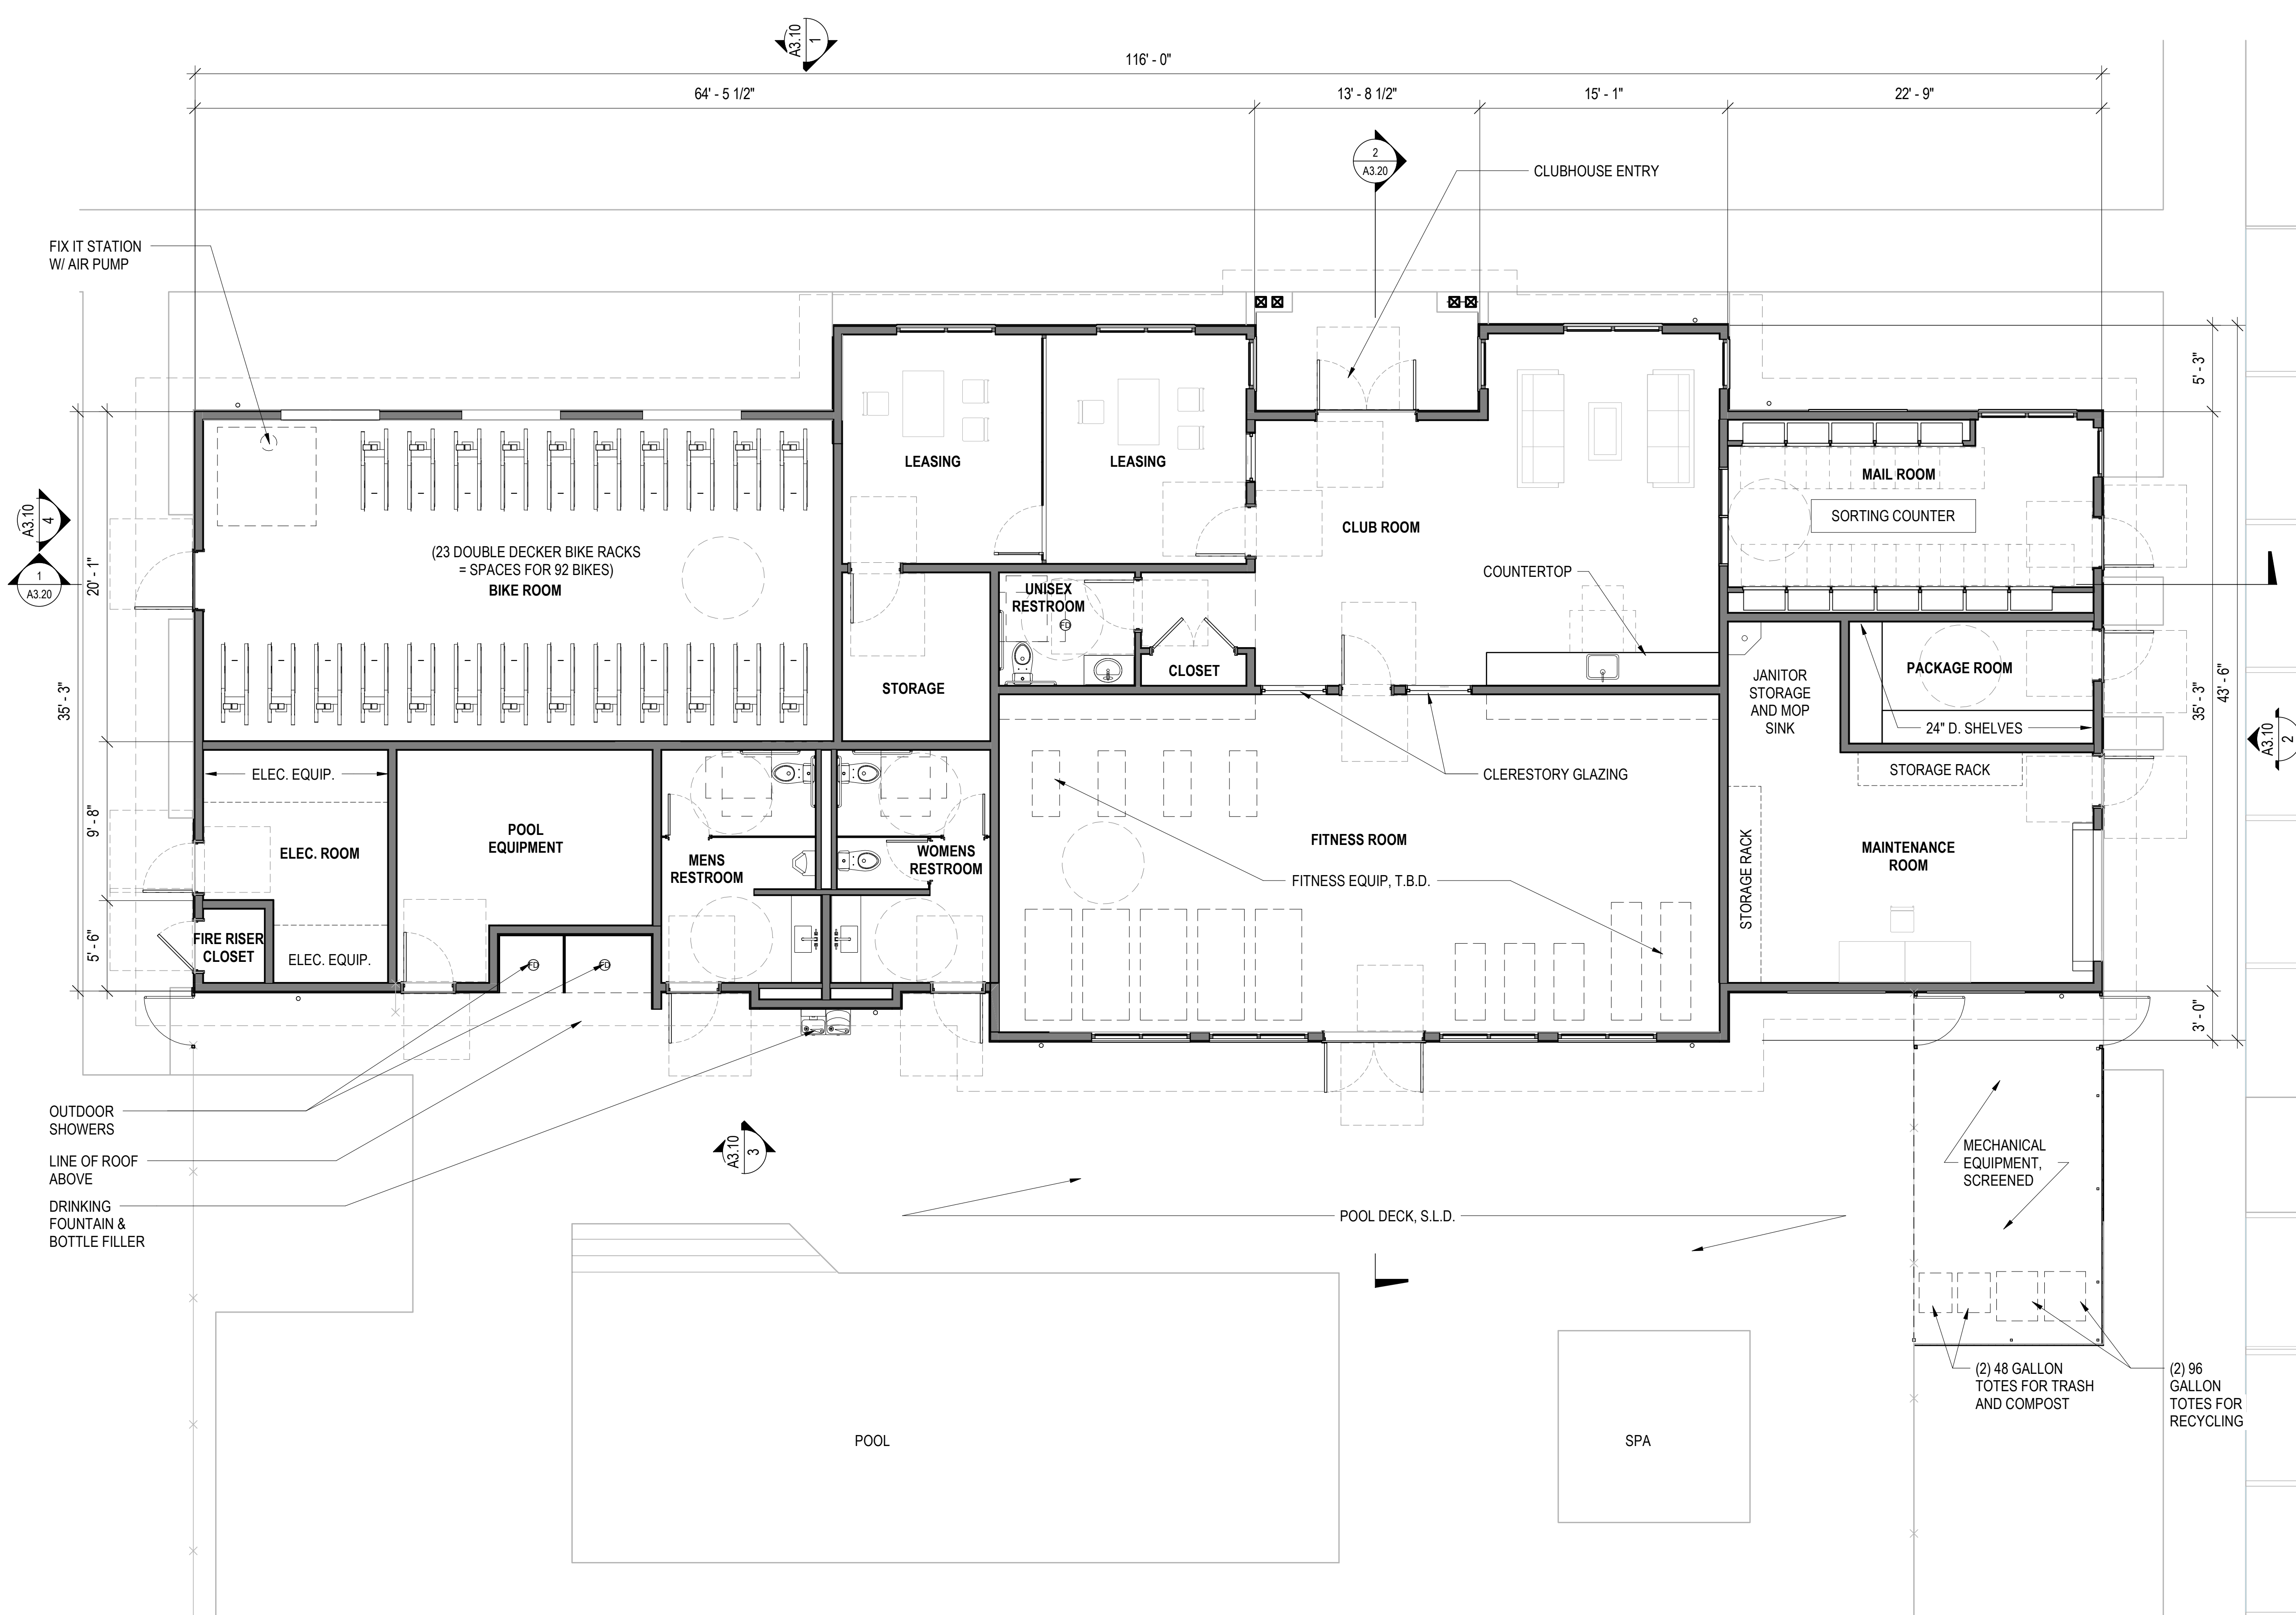 A3.10
1
116' - 0"
64' - 5 1/2"
13' - 8 1/2"
15' - 1"
22' - 9"
2
A3.20
CLUBHOUSE ENTRY
FIX IT STATION
W/ AIR PUMP
5' - 3"
LEASING
LEASING
MAIL ROOM
SORTING COUNTER
CLUB ROOM
A3.10
4
1
A3.20
20' - 1"
(23 DOUBLE DECKER BIKE RACKS
= SPACES FOR 92 BIKES)
BIKE ROOM
COUNTERTOP
UNISEX
RESTROOM
FD
CLOSET
STORAGE
PACKAGE ROOM
JANITOR
STORAGE
AND MOP
SINK
24" D. SHELVES
35' - 3"
35' - 3"
43' - 6"
A3.10
2
ELEC. EQUIP.
CLERESTORY GLAZING
STORAGE RACK
9' - 8"
POOL
EQUIPMENT
ELEC. ROOM
MENS
RESTROOM
WOMENS
RESTROOM
FITNESS ROOM
FITNESS EQUIP, T.B.D.
STORAGE RACK
MAINTENANCE
ROOM
5' - 6"
FIRE RISER
CLOSET
ELEC. EQUIP.
FD
FD
3' - 0"
OUTDOOR
SHOWERS
LINE OF ROOF
ABOVE
DRINKING
FOUNTAIN &
BOTTLE FILLER
A3.10
3
MECHANICAL
EQUIPMENT,
SCREENED
POOL DECK, S.L.D.
(2) 48 GALLON
TOTES FOR TRASH
AND COMPOST
(2) 96
GALLON
TOTES FOR
RECYCLING
POOL
SPA